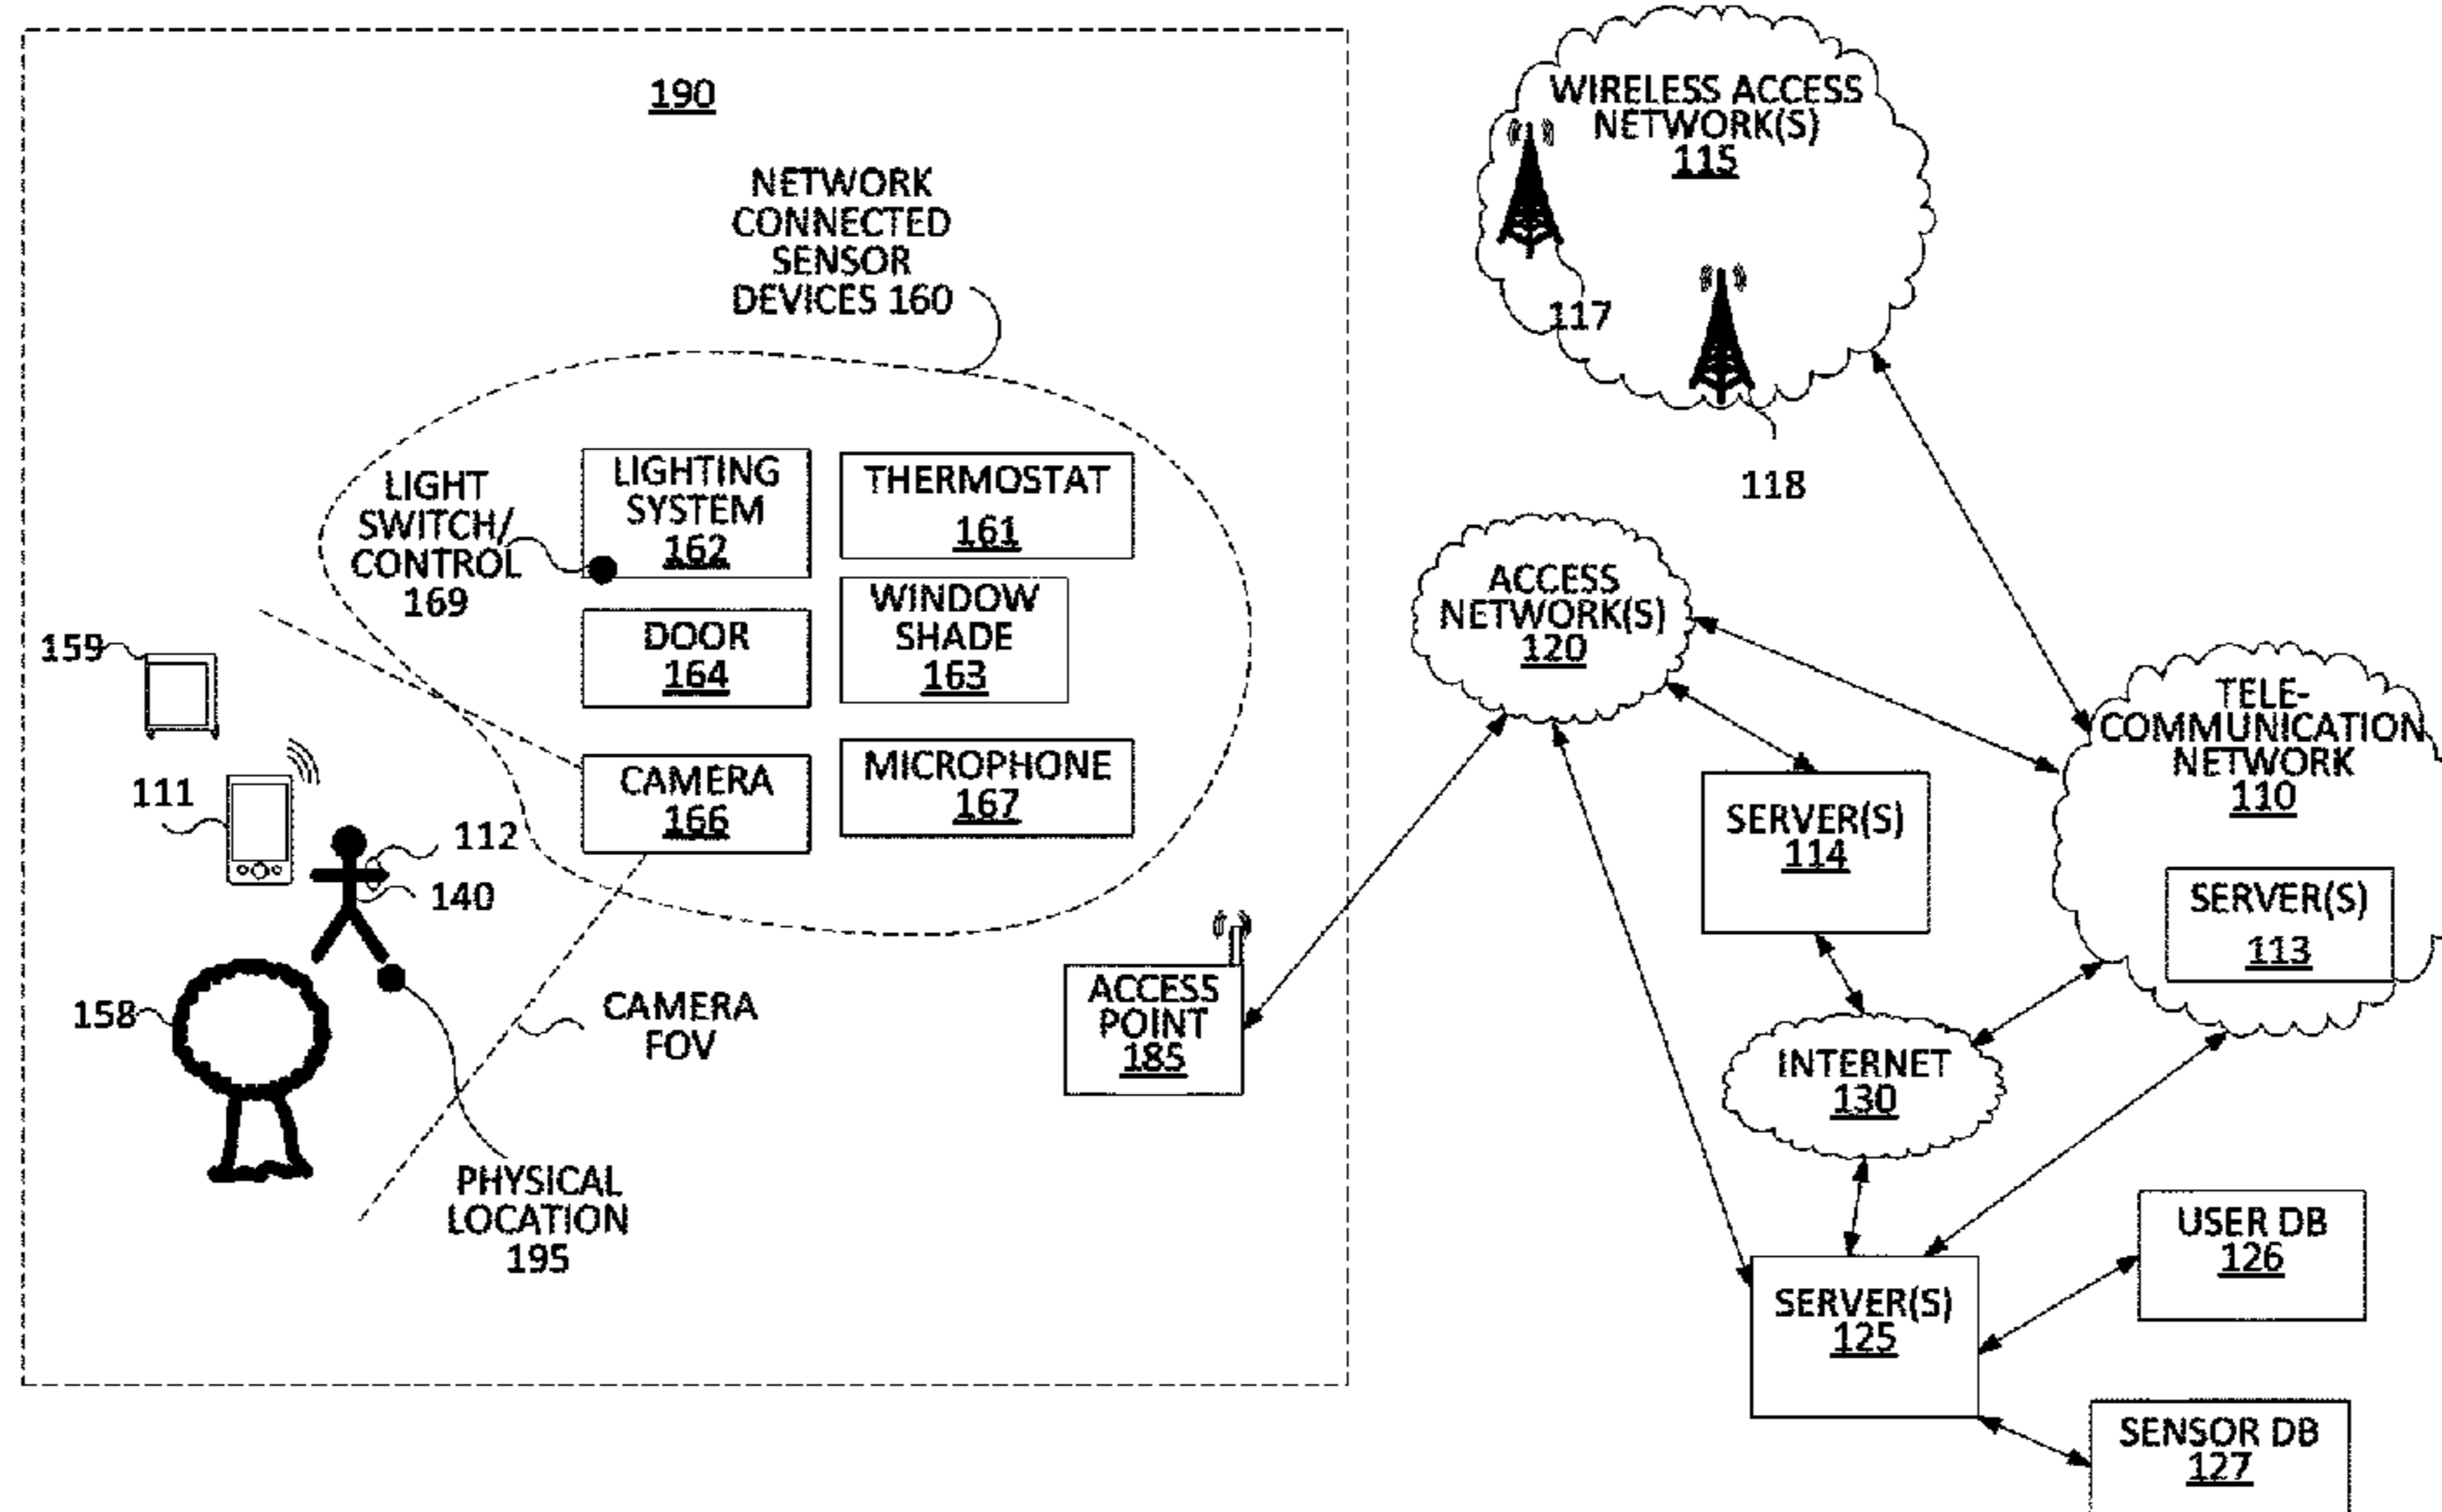 190
NETWORK
CONNECTED
SENSOR
DEVICES 160
LIGHT
SWITCH/
CONTROL
169
LIGHTING
SYSTEM
162
THERMOSTAT
161
DOOR
164
WINDOW
SHADE
163
CAMERA
166
MICROPHONE
167
159
111
112
140
158
CAMERA
FOV
PHYSICAL
LOCATION
195
ACCESS
POINT
185
WIRELESS ACCESS
NETWORK(S)
115
117
118
ACCESS
NETWORK(S)
120
TELE-
COMMUNICATION
NETWORK
110
SERVER(S)
113
SERVER(S)
114
INTERNET
130
SERVER(S)
125
USER DB
126
SENSOR DB
127